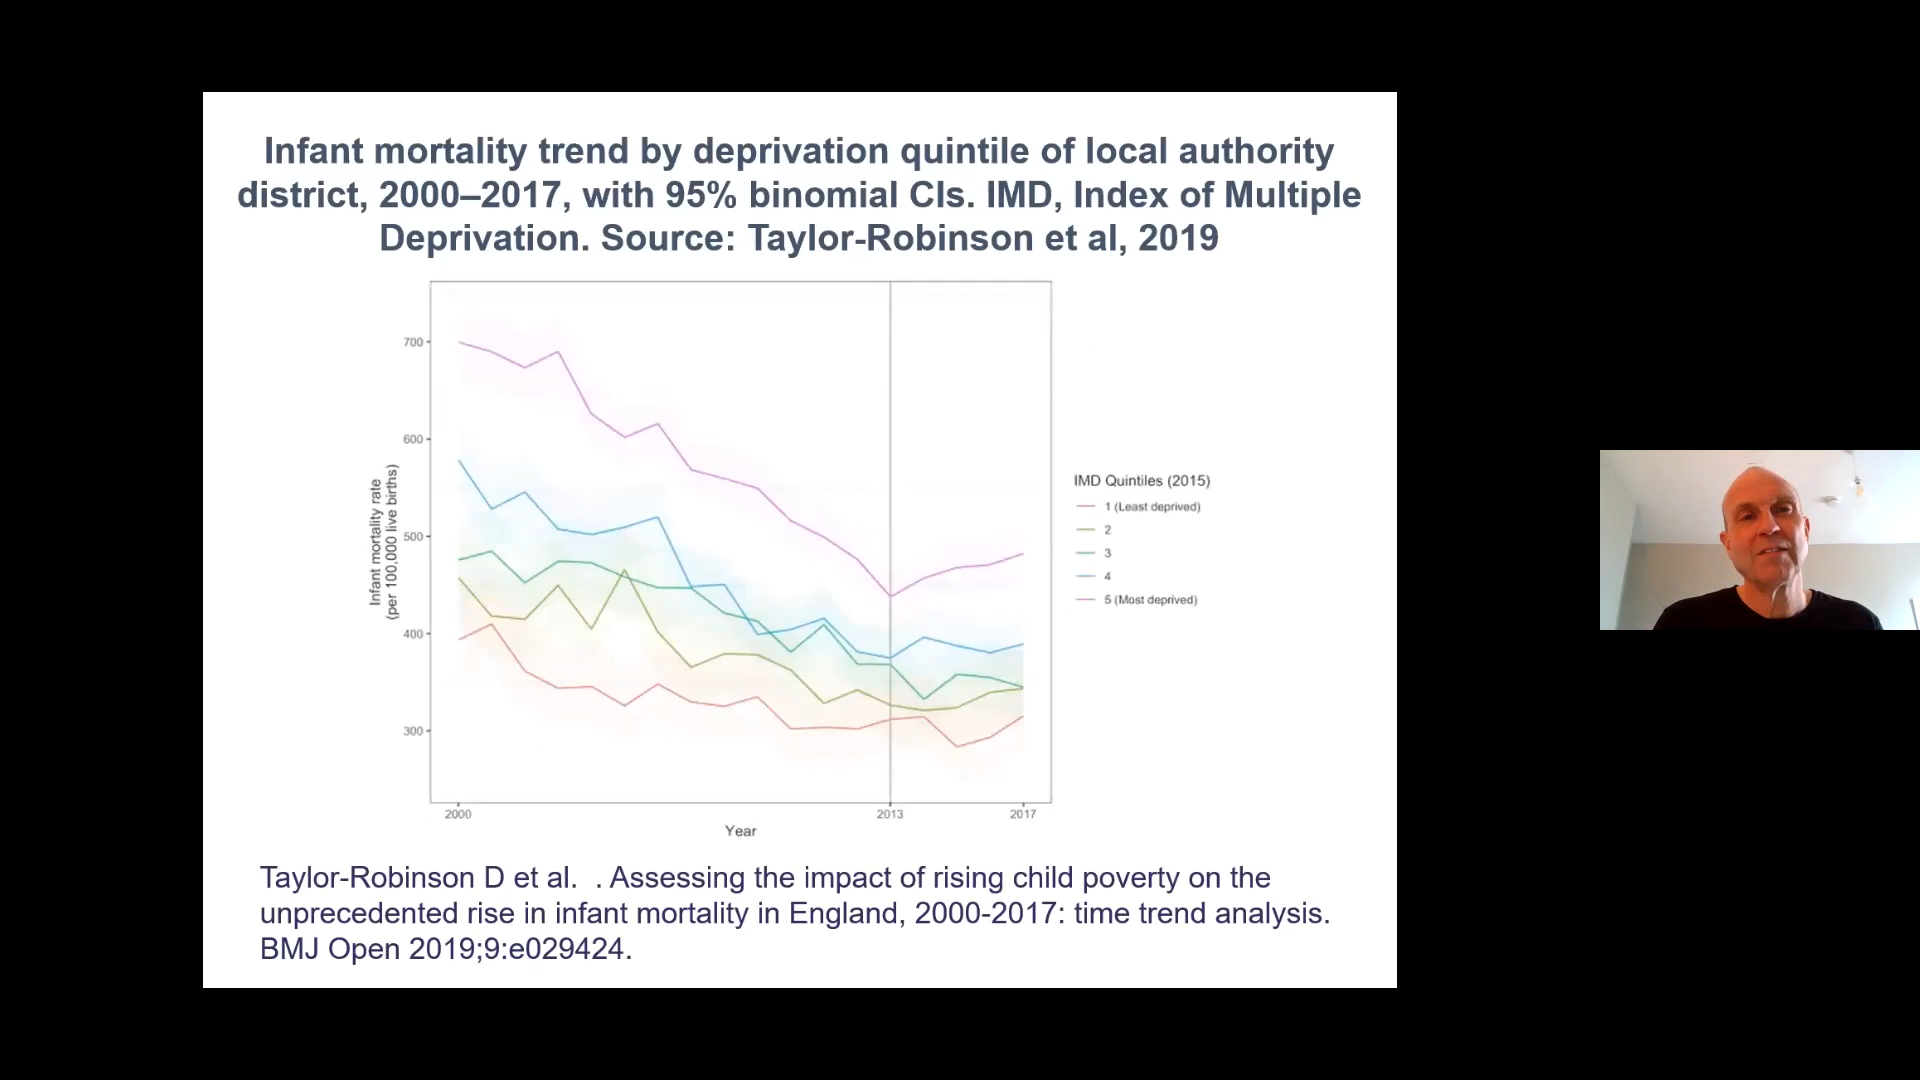 Infant mortality trend by deprivation quintile of local authority
district, 2000–2017, with 95% binomial CIs. IMD, Index of Multiple
Deprivation. Source: Taylor-Robinson et al, 2019
700
600
500
400
300
Infant mortality rate
(per 100,000 live births)
2000
2013
2017
Year
IMD Quintiles (2015)
1 (Least deprived)
2
3
4
5 (Most deprived)
Taylor-Robinson D et al.  . Assessing the impact of rising child poverty on the
unprecedented rise in infant mortality in England, 2000-2017: time trend analysis.
BMJ Open 2019;9:e029424.